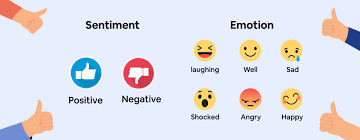 Sentiment
Emotion
Positive
Negative
laughing
Well
Sad
Shocked
Angry
Happy